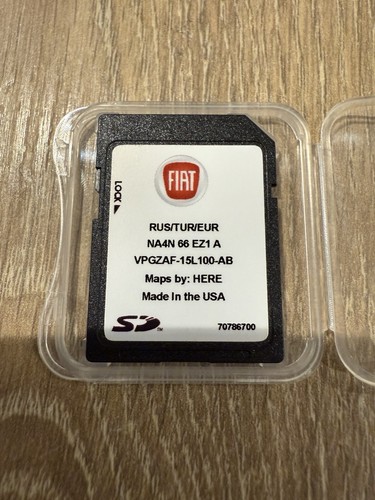 FIAT
LOCK
RUS/TUR/EUR
NA4N 66 EZ1 A
VPGZAF-15L100-AB
Maps by: HERE
Made In the USA
SD™ 70786700